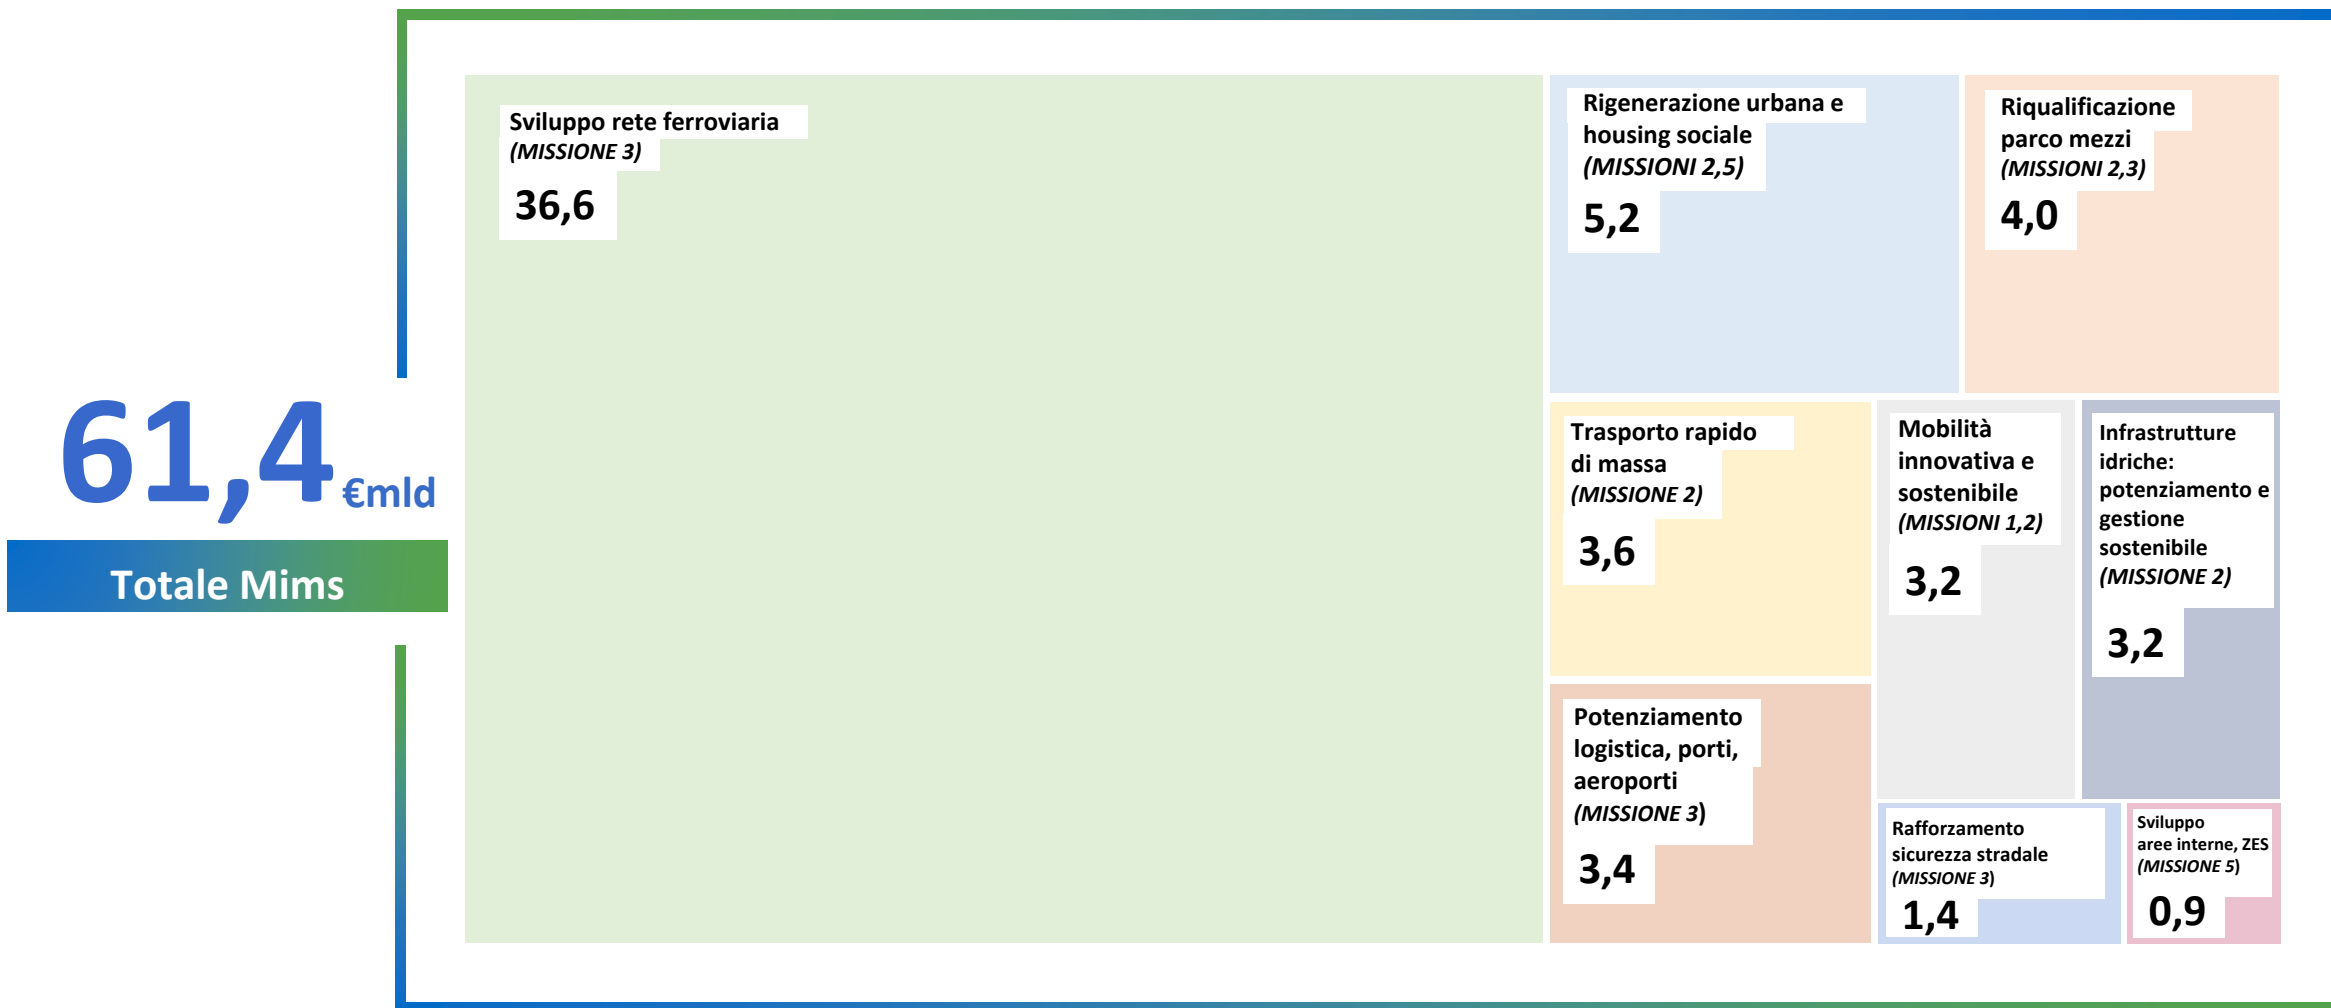 61,4 €mld
Totale Mims
Sviluppo rete ferroviaria
(MISSIONE 3)
36,6
Rigenerazione urbana e
housing sociale
(MISSIONI 2,5)
5,2
Riqualificazione
parco mezzi
(MISSIONI 2,3)
4,0
Trasporto rapido
di massa
(MISSIONE 2)
3,6
Mobilità
innovativa e
sostenibile
(MISSIONI 1,2)
3,2
Infrastrutture
idriche:
potenziamento e
gestione
sostenibile
(MISSIONE 2)
3,2
Potenziamento
logistica, porti,
aeroporti
(MISSIONE 3)
3,4
Rafforzamento
sicurezza stradale
(MISSIONE 3)
1,4
Sviluppo
aree interne, ZES
(MISSIONE 5)
0,9